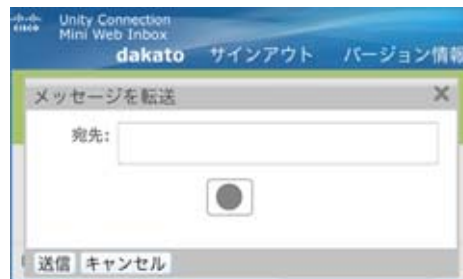 CISCO
Unity Connection
Mini Web Inbox
dakato サインアウト バージョン情報
メッセージを転送
宛先:
送信 キャンセル